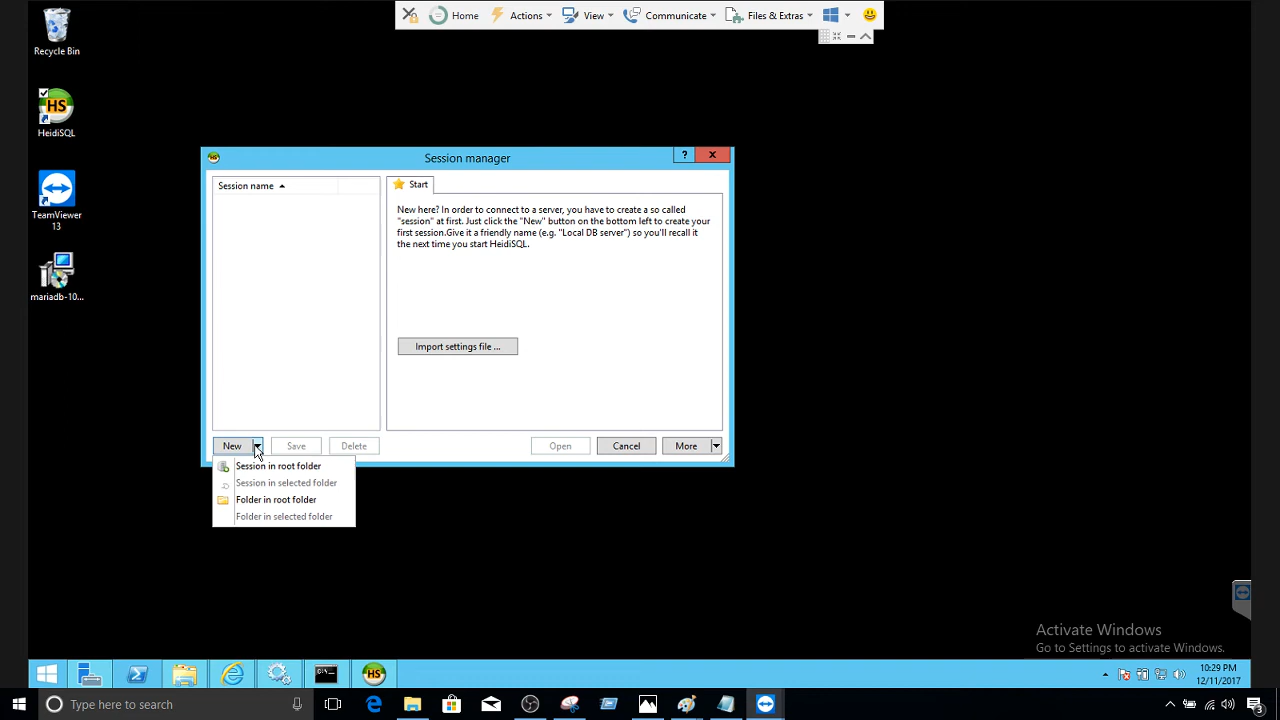 Home
Actions
View
Communicate
Files & Extras
Recycle Bin
HS
HeidiSQL
TeamViewer
13
mariadb-10...
Session manager
?
Session name
Start
New here? In order to connect to a server, you have to create a so called
"session" at first. Just click the "New" button on the bottom left to create your
first session.Give it a friendly name (e.g. "Local DB server") so you'll recall it
the next time you start HeidiSQL.
Import settings file ...
New
Save
Delete
Open
Cancel
More
Session in root folder
Session in selected folder
Folder in root folder
Folder in selected folder
Activate Windows
Go to Settings to activate Windows.
HS
10:29 PM
12/11/2017
Type here to search
3